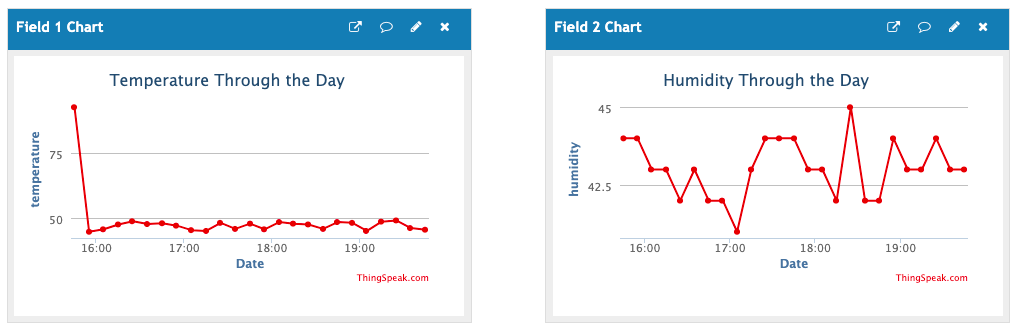 Field 1 Chart
Temperature Through the Day
temperature
75
50
16:00 17:00 18:00 19:00
Date
ThingSpeak.com
Field 2 Chart
Humidity Through the Day
humidity
45
42.5
16:00 17:00 18:00 19:00
Date
ThingSpeak.com